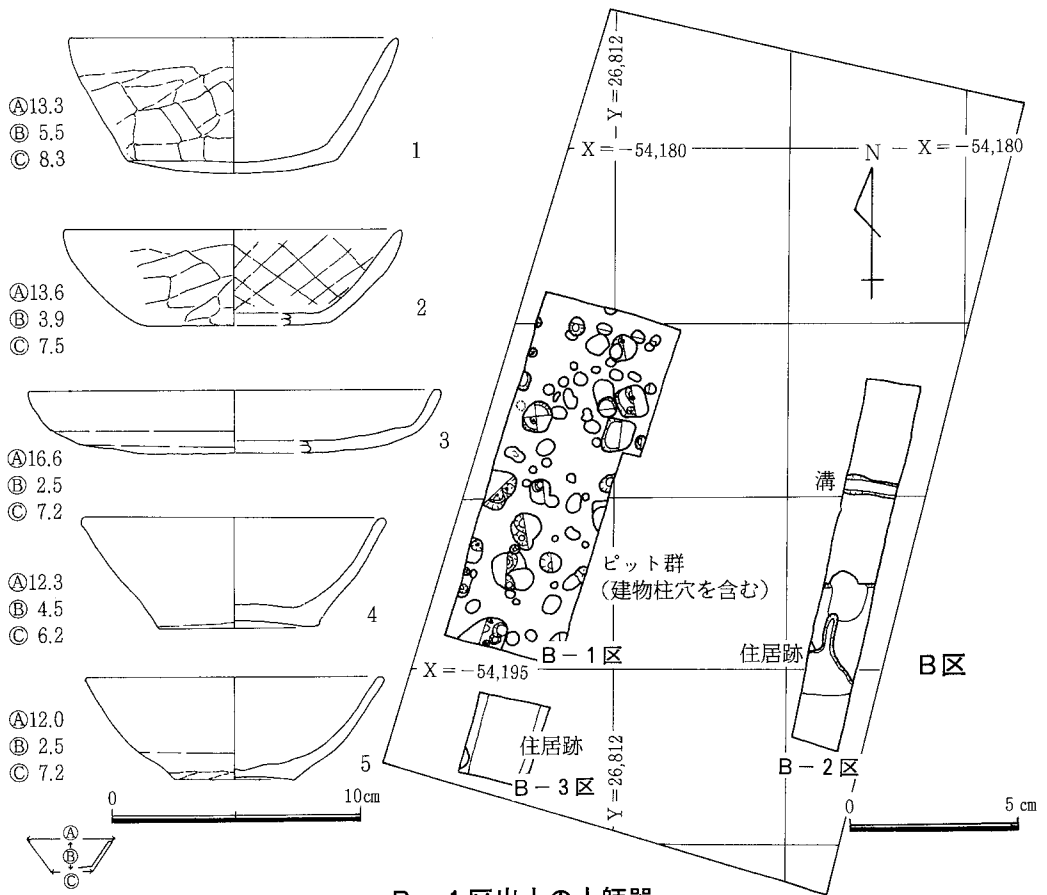 Ⓐ13.3
Ⓑ 5.5
Ⓒ 8.3
1
Ⓐ13.6
Ⓑ 3.9
Ⓒ 7.5
2
Ⓐ16.6
Ⓑ 2.5
Ⓒ 7.2
3
Ⓐ12.3
Ⓑ 4.5
Ⓒ 6.2
4
Ⓐ12.0
Ⓑ 2.5
Ⓒ 7.2
5
0 10cm
Ⓐ
Ⓑ
Ⓒ
Y=26,812
X=-54,180
X=-54,180
N
溝
ピット群
(建物柱穴を含む)
B-1区
住居跡
B区
X=-54,195
住居跡
B-3区
B-2区
Y=26,812
0 5 cm